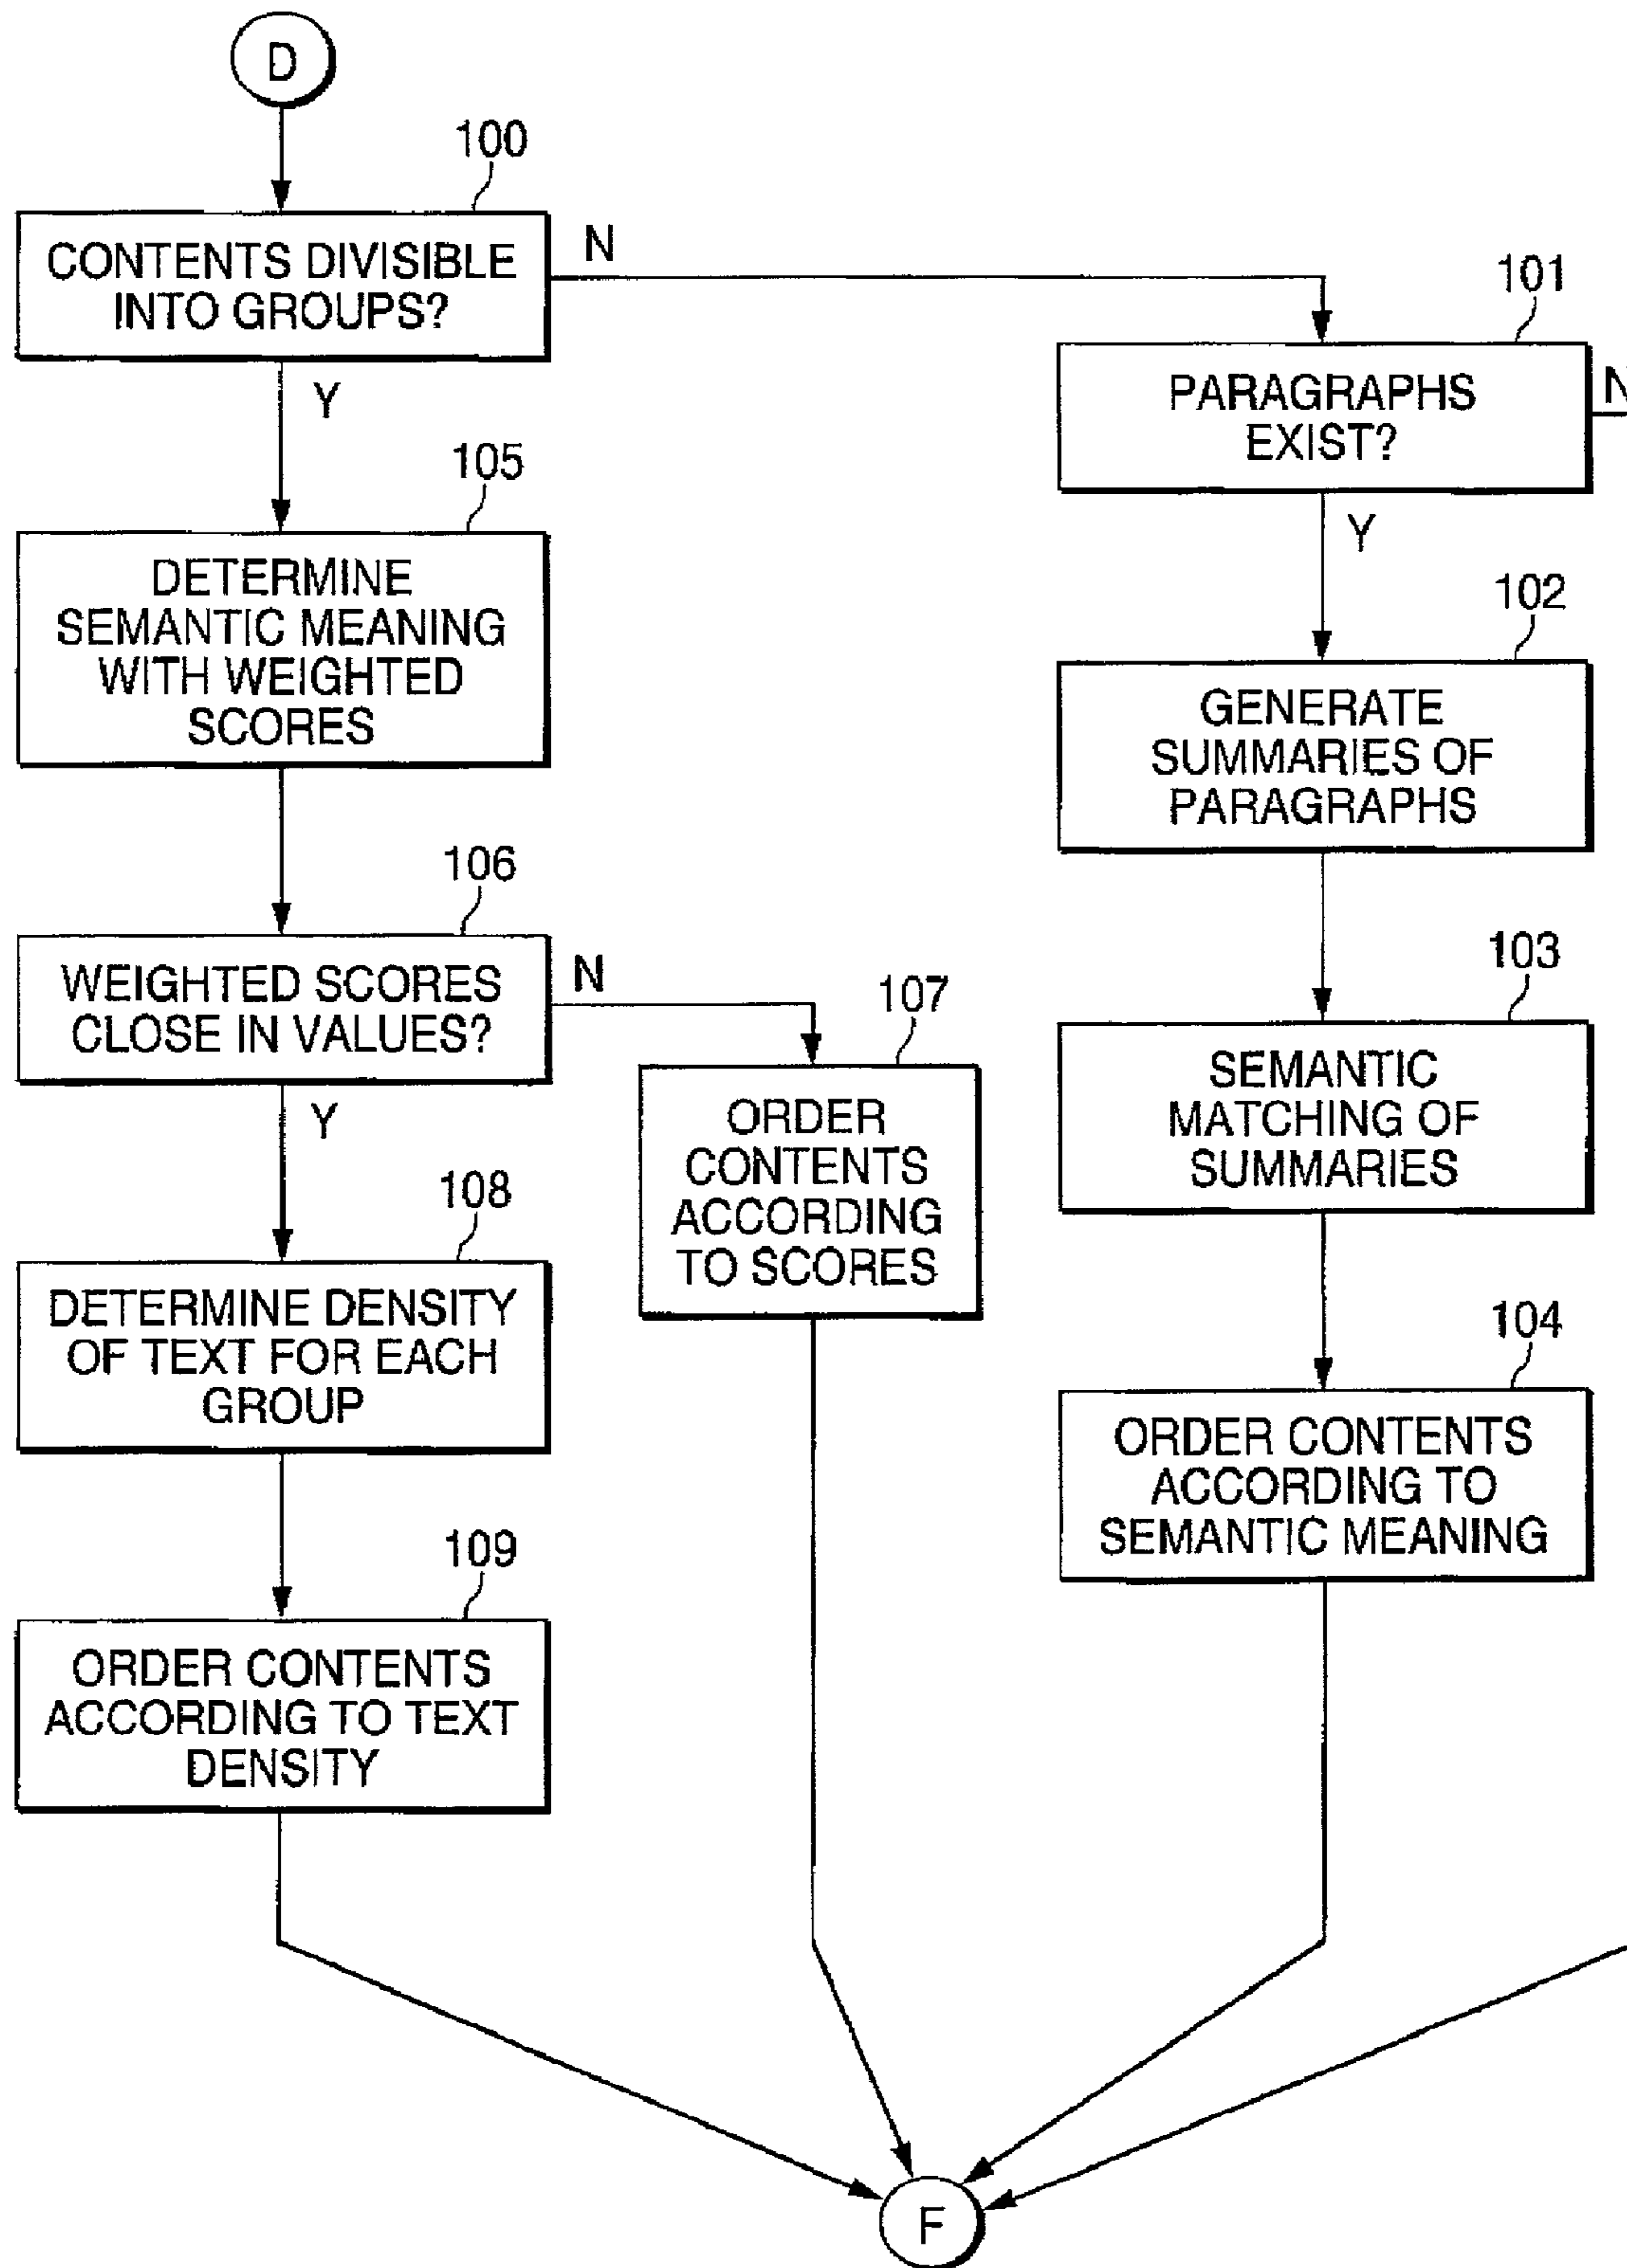 D
100
CONTENTS DIVISIBLE
INTO GROUPS?
N
Y
101
PARAGRAPHS
EXIST?
N
Y
105
DETERMINE
SEMANTIC MEANING
WITH WEIGHTED
SCORES
102
GENERATE
SUMMARIES OF
PARAGRAPHS
106
WEIGHTED SCORES
CLOSE IN VALUES?
N
Y
107
ORDER
CONTENTS
ACCORDING
TO SCORES
103
SEMANTIC
MATCHING OF
SUMMARIES
108
DETERMINE DENSITY
OF TEXT FOR EACH
GROUP
104
ORDER CONTENTS
ACCORDING TO
SEMANTIC MEANING
109
ORDER CONTENTS
ACCORDING TO TEXT
DENSITY
F